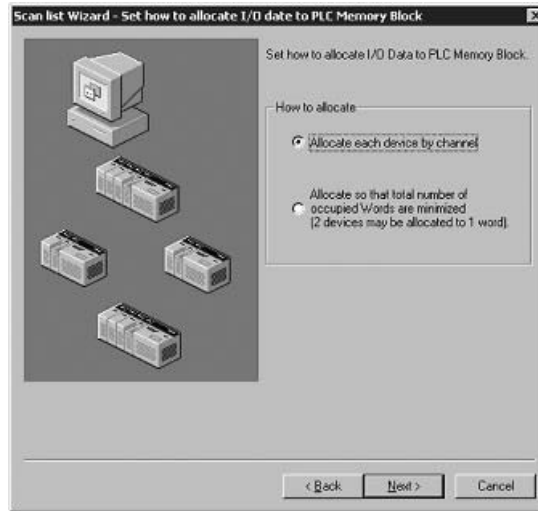 Scan list Wizard - Set how to allocate I/O date to PLC Memory Block
Set how to allocate I/O Data to PLC Memory Block.
How to allocate
Allocate each device by channel
Allocate so that total number of
occupied Words are minimized
(2 devices may be allocated to 1 word).
< Back
Next >
Cancel